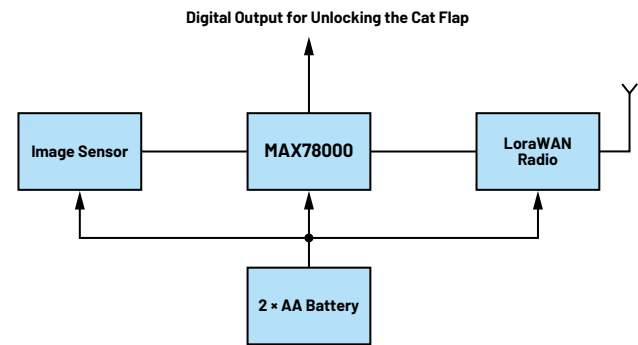 Digital Output for Unlocking the Cat Flap
Image Sensor
MAX78000
LoraWAN
Radio
2 × AA Battery